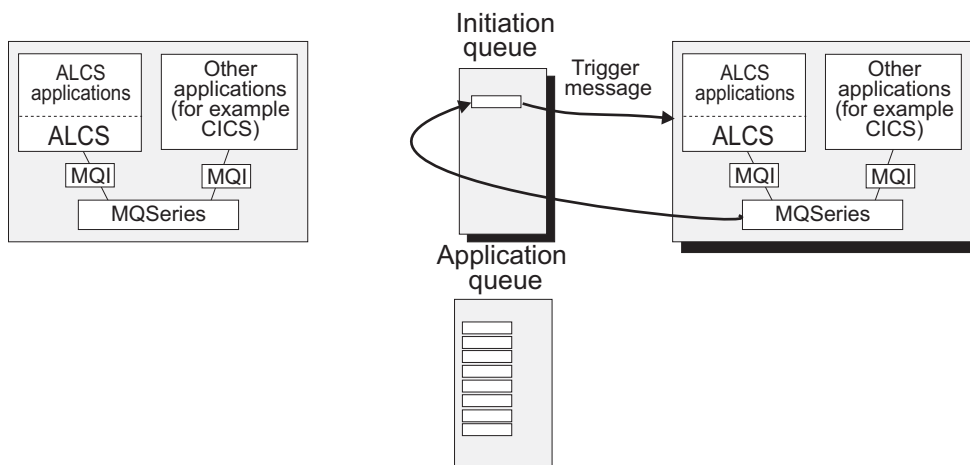 Initiation
queue
ALCS
applications
ALCS
Other
applications
(for example
CICS)
MQI
MQI
MQSeries
Trigger
message
ALCS
applications
ALCS
Other
applications
(for example
CICS)
MQI
MQI
MQSeries
Application
queue